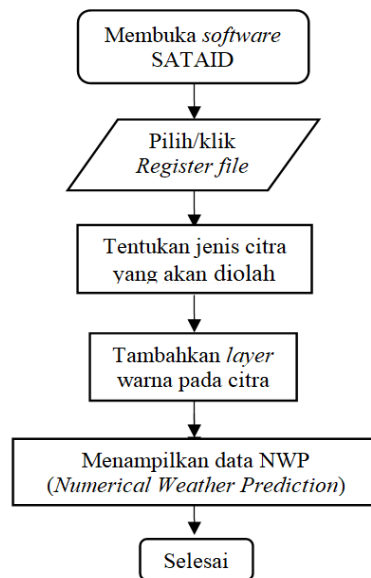 Membuka software
SATAID
Pilih/klik
Register file
Tentukan jenis citra
yang akan diolah
Tambahkan layer
warna pada citra
Menampilkan data NWP
(Numerical Weather Prediction)
Selesai